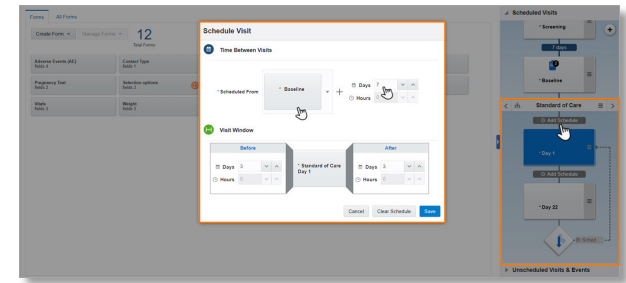 Forms All Forms
Create Form Manage Forms 12
Total Forms
Adverse Events (AE)
fields 4
Contact Type
fields 1
Pregnancy Test
fields 2
Selection options
fields 3
Vitals
fields 3
Weight
fields 3
Schedule Visit
Time Between Visits
* Scheduled From
* Baseline
+
Days 7
Hours 0
Visit Window
Before
Days 3
Hours 0
* Standard of Care
Day 1
After
Days 3
Hours 0
Cancel Clear Schedule Save
Scheduled Visits
* Screening
7 days
* Baseline
Standard of Care
Add Schedule
* Day 1
Add Schedule
* Day 22
Sched...
Unscheduled Visits & Events